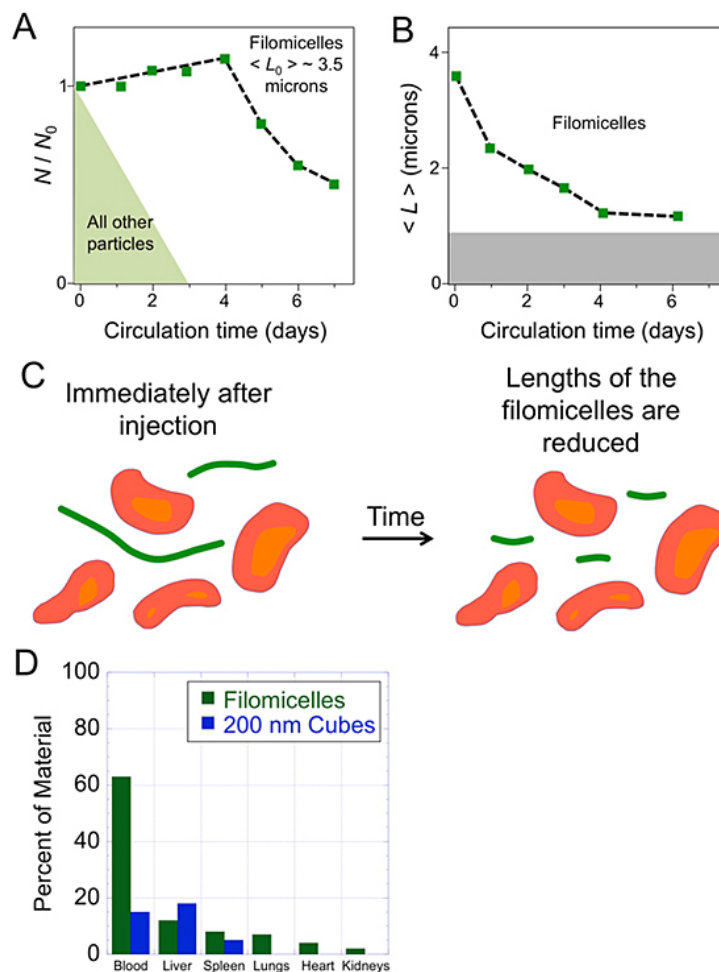 A
Filomicelles
< L0 > ~ 3.5
microns
1
N / N0
All other
particles
0
0 2 4 6
Circulation time (days)
B
4
Filomicelles
2
< L > (microns)
0
0 2 4 6
Circulation time (days)
C
Immediately after
injection
Time
Lengths of the
filomicelles are
reduced
D
100
Filomicelles
200 nm Cubes
80
60
40
20
0
Percent of Material
Blood Liver Spleen Lungs Heart Kidneys